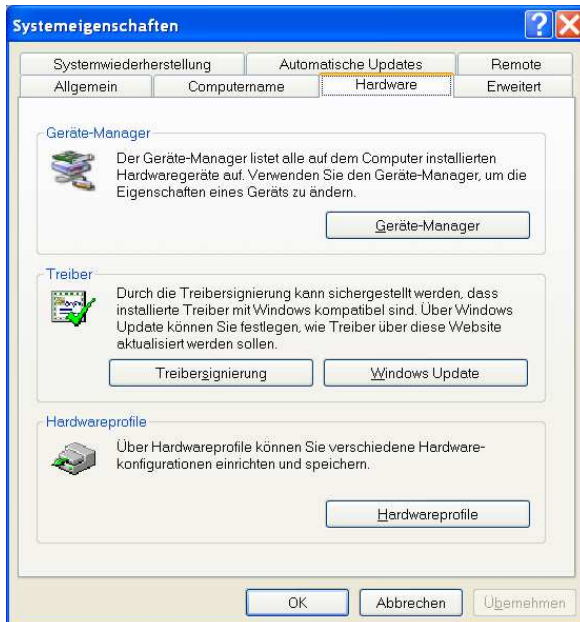 Systemeigenschaften
Systemwiederherstellung Automatische Updates Remote
Allgemein Computername Hardware Erweitert
Geräte-Manager
Der Geräte-Manager listet alle auf dem Computer installierten
Hardwaregeräte auf. Verwenden Sie den Geräte-Manager, um die
Eigenschaften eines Geräts zu ändern.
Geräte-Manager
Treiber
Durch die Treibersignierung kann sichergestellt werden, dass
installierte Treiber mit Windows kompatibel sind. Über Windows
Update können Sie festlegen, wie Treiber über diese Website
aktualisiert werden sollen.
Treibersignierung Windows Update
Hardwareprofile
Über Hardwareprofile können Sie verschiedene Hardware-
konfigurationen einrichten und speichern.
Hardwareprofile
OK Abbrechen Übernehmen